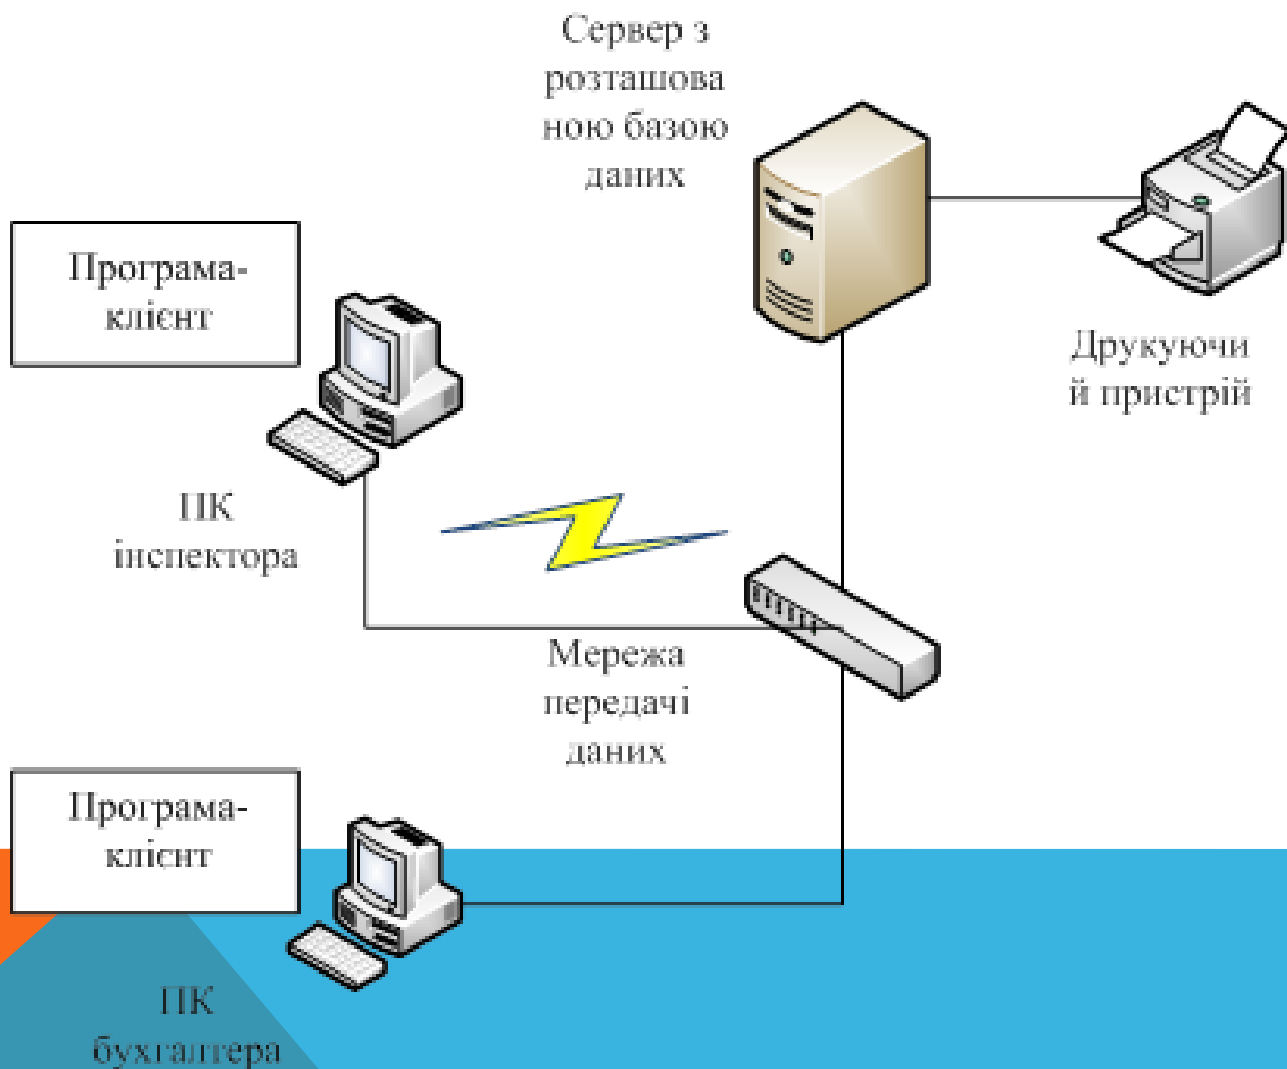 Сервер з
розташова
ною базою
даних
Програма-
клієнт
Друкуючи
й пристрій
ПК
інспектора
Мережа
передачі
даних
Програма-
клієнт
ПК
бухгалтера